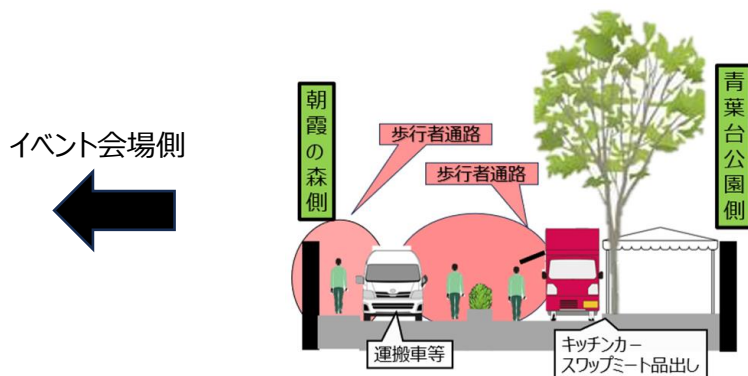 イベント会場側
朝霞の森側
歩行者通路
歩行者通路
青葉台公園側
運搬車等
キッチンカー
スワップミート品出し